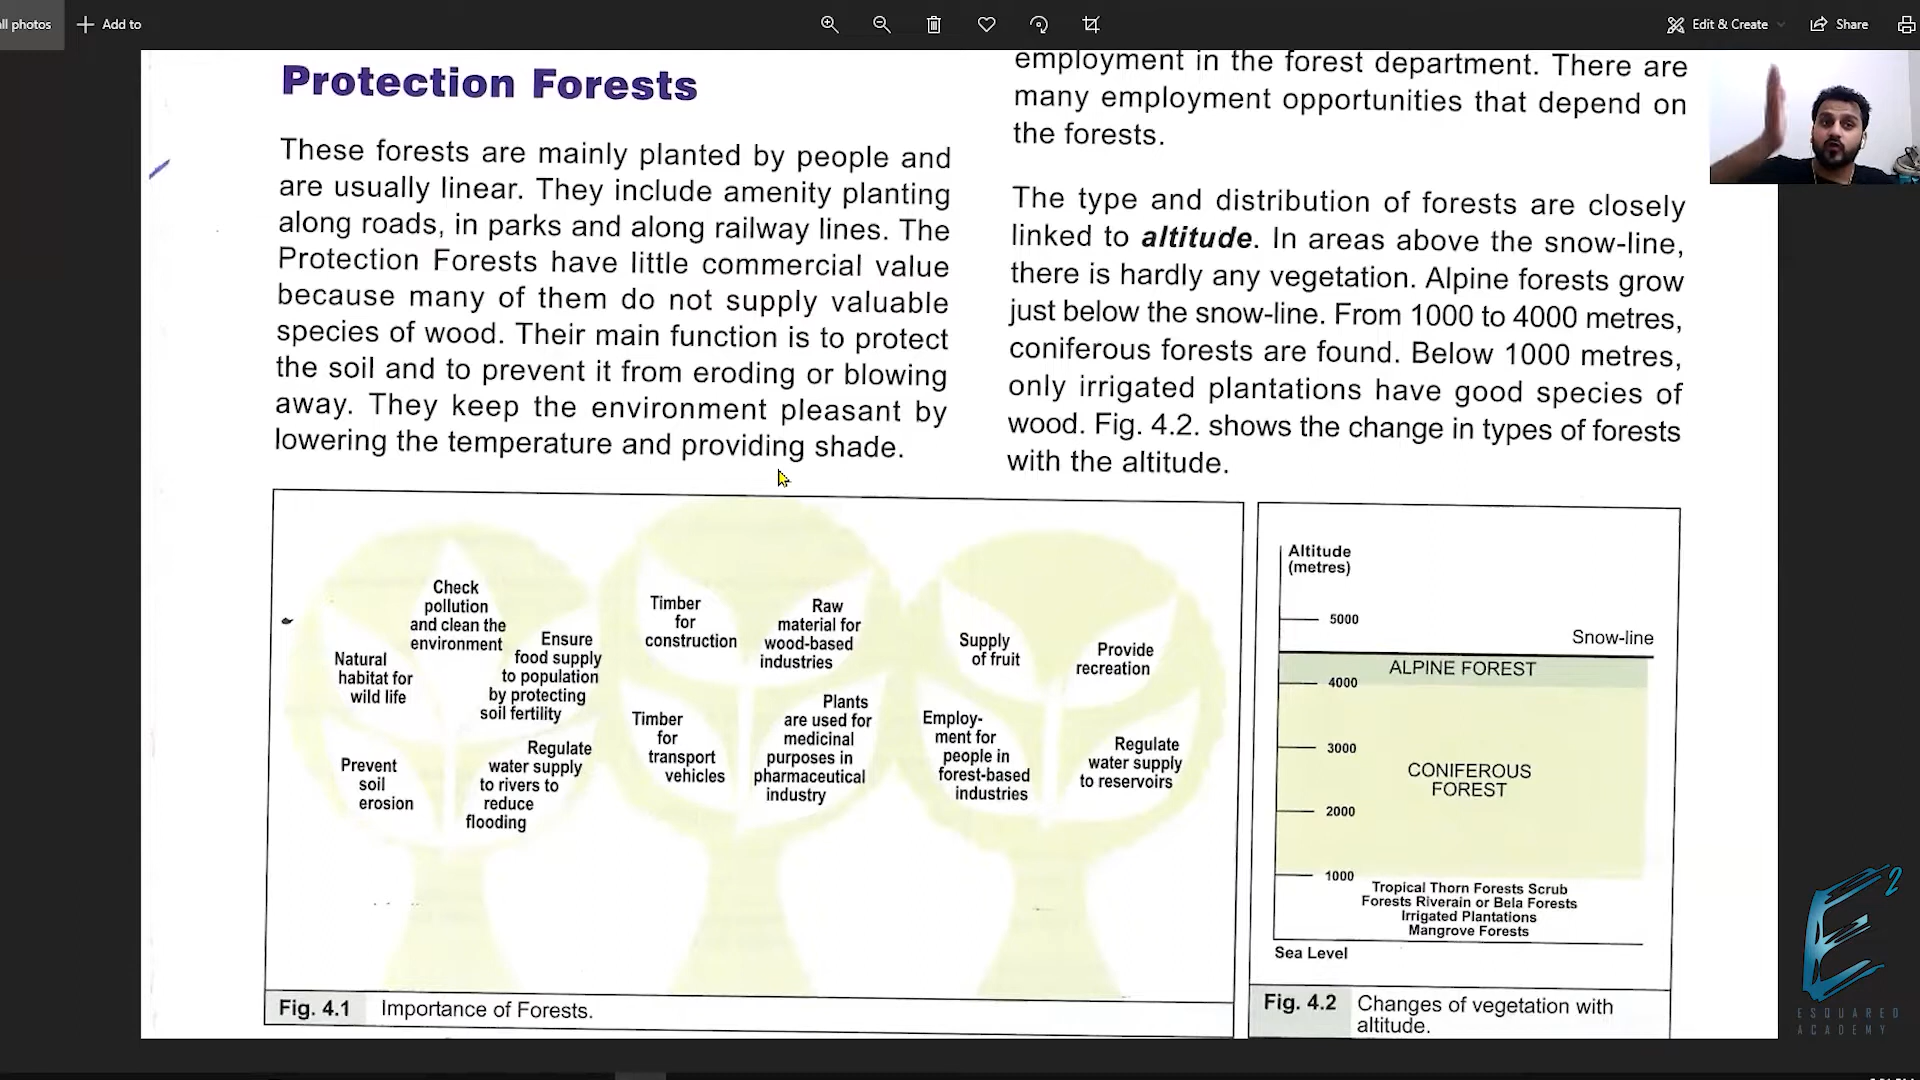 all photos
Add to
Edit & Create
Share
Protection Forests
These forests are mainly planted by people and
are usually linear. They include amenity planting
along roads, in parks and along railway lines. The
Protection Forests have little commercial value
because many of them do not supply valuable
species of wood. Their main function is to protect
the soil and to prevent it from eroding or blowing
away. They keep the environment pleasant by
lowering the temperature and providing shade.
employment in the forest department. There are
many employment opportunities that depend on
the forests.
The type and distribution of forests are closely
linked to altitude. In areas above the snow-line,
there is hardly any vegetation. Alpine forests grow
just below the snow-line. From 1000 to 4000 metres,
coniferous forests are found. Below 1000 metres,
only irrigated plantations have good species of
wood. Fig. 4.2. shows the change in types of forests
with the altitude.
Check
pollution
and clean the
environment
Natural
habitat for
wild life
Ensure
food supply
to population
by protecting
soil fertility
Prevent
soil
erosion
Regulate
water supply
to rivers to
reduce
flooding
Timber
for
construction
Raw
material for
wood-based
industries
Timber
for
transport
vehicles
Plants
are used for
medicinal
purposes in
pharmaceutical
industry
Supply
of fruit
Provide
recreation
Employ-
ment for
people in
forest-based
industries
Regulate
water supply
to reservoirs
Fig. 4.1 Importance of Forests.
Altitude
(metres)
5000
Snow-line
ALPINE FOREST
4000
3000
CONIFEROUS
FOREST
2000
1000
Tropical Thorn Forests Scrub
Forests Riverain or Bela Forests
Irrigated Plantations
Mangrove Forests
Sea Level
Fig. 4.2 Changes of vegetation with
altitude.
E2
ESQUARED
ACADEMY